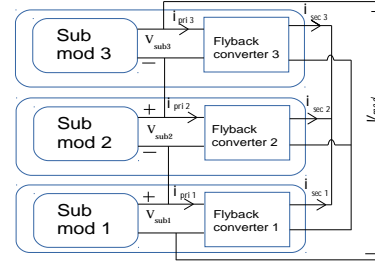 i pri 3
i sec 3
Sub mod 3
V sub3
−
Flyback converter 3
+
i pri 2
i sec 2
Sub mod 2
V sub2
−
Flyback converter 2
+
i pri 1
i sec 1
Sub mod 1
V sub1
−
Flyback converter 1